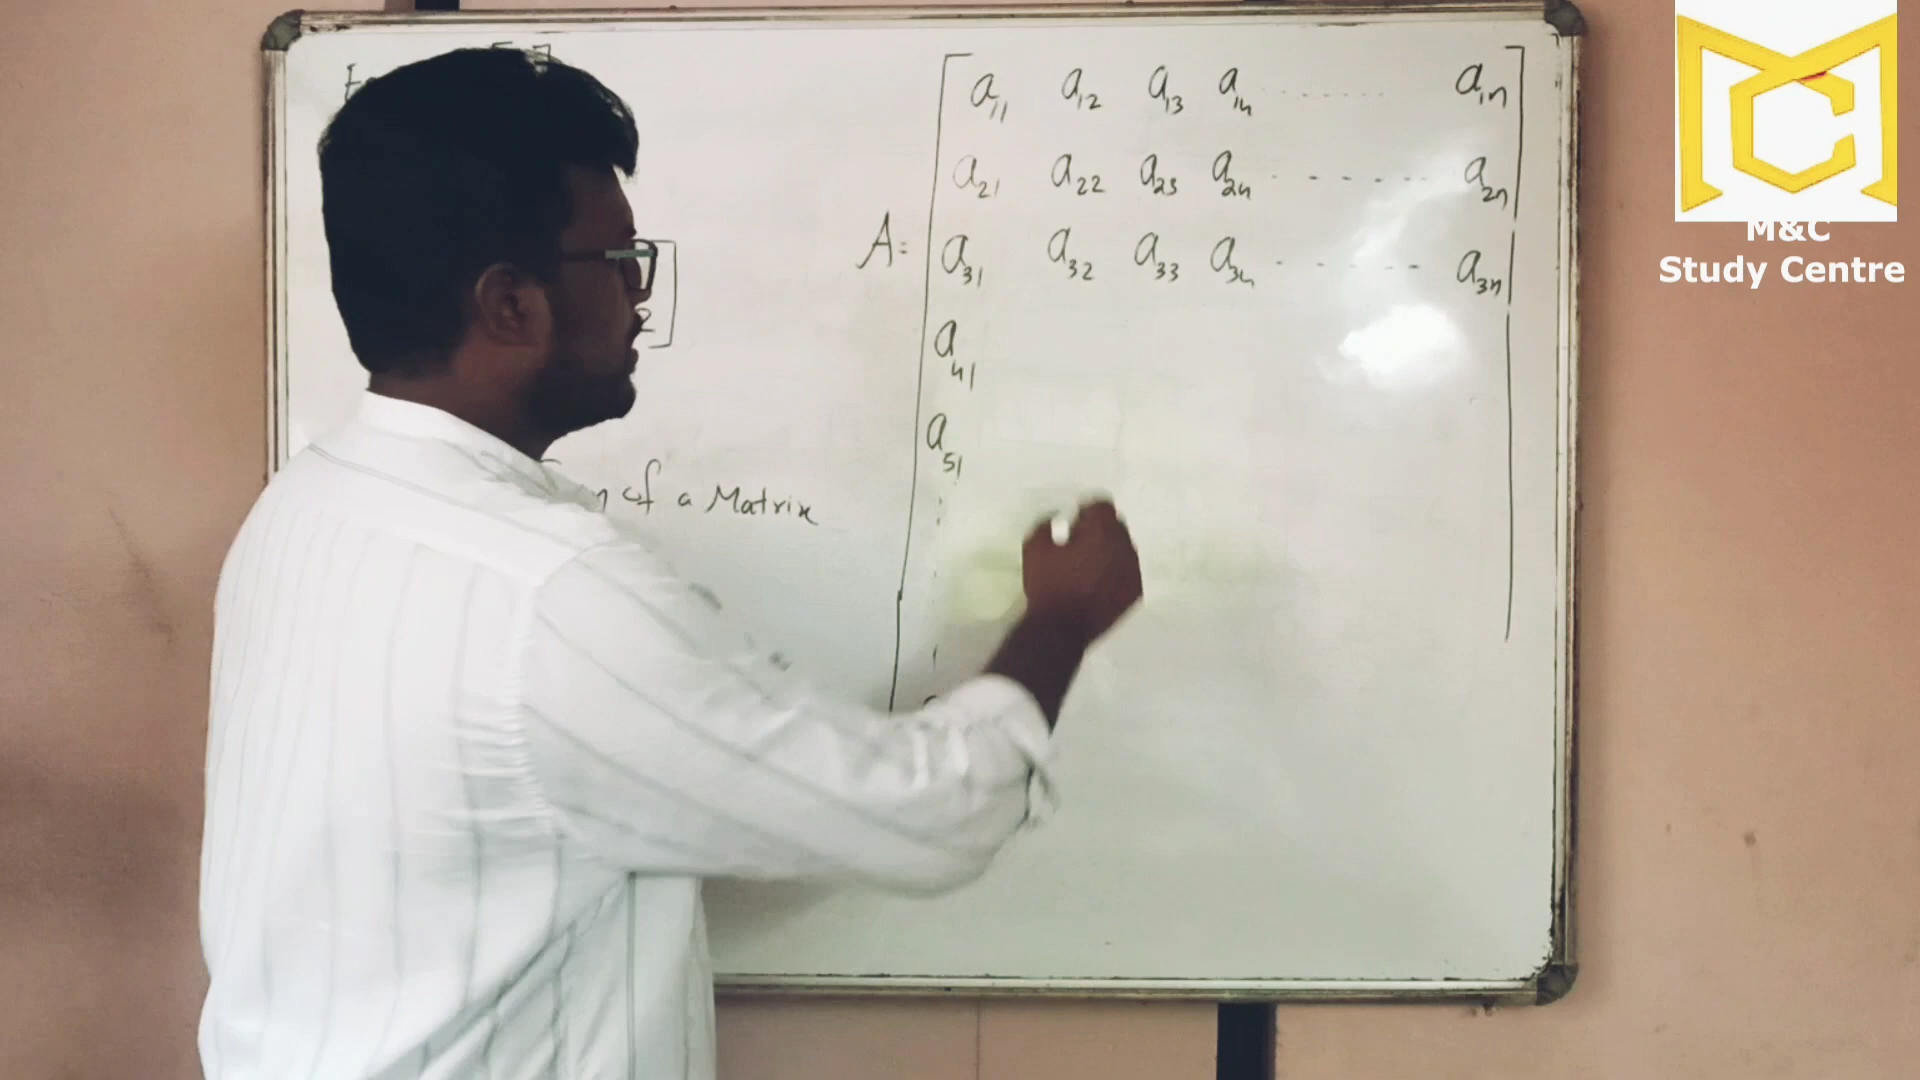 of a Matrix
2
A=
a11 a12 a13 a14 ........ a1n
a21 a22 a23 a24 - - - - - - a2n
a31 a32 a33 a34 - - - - - - a3n
a41
a51
M&C
Study Centre